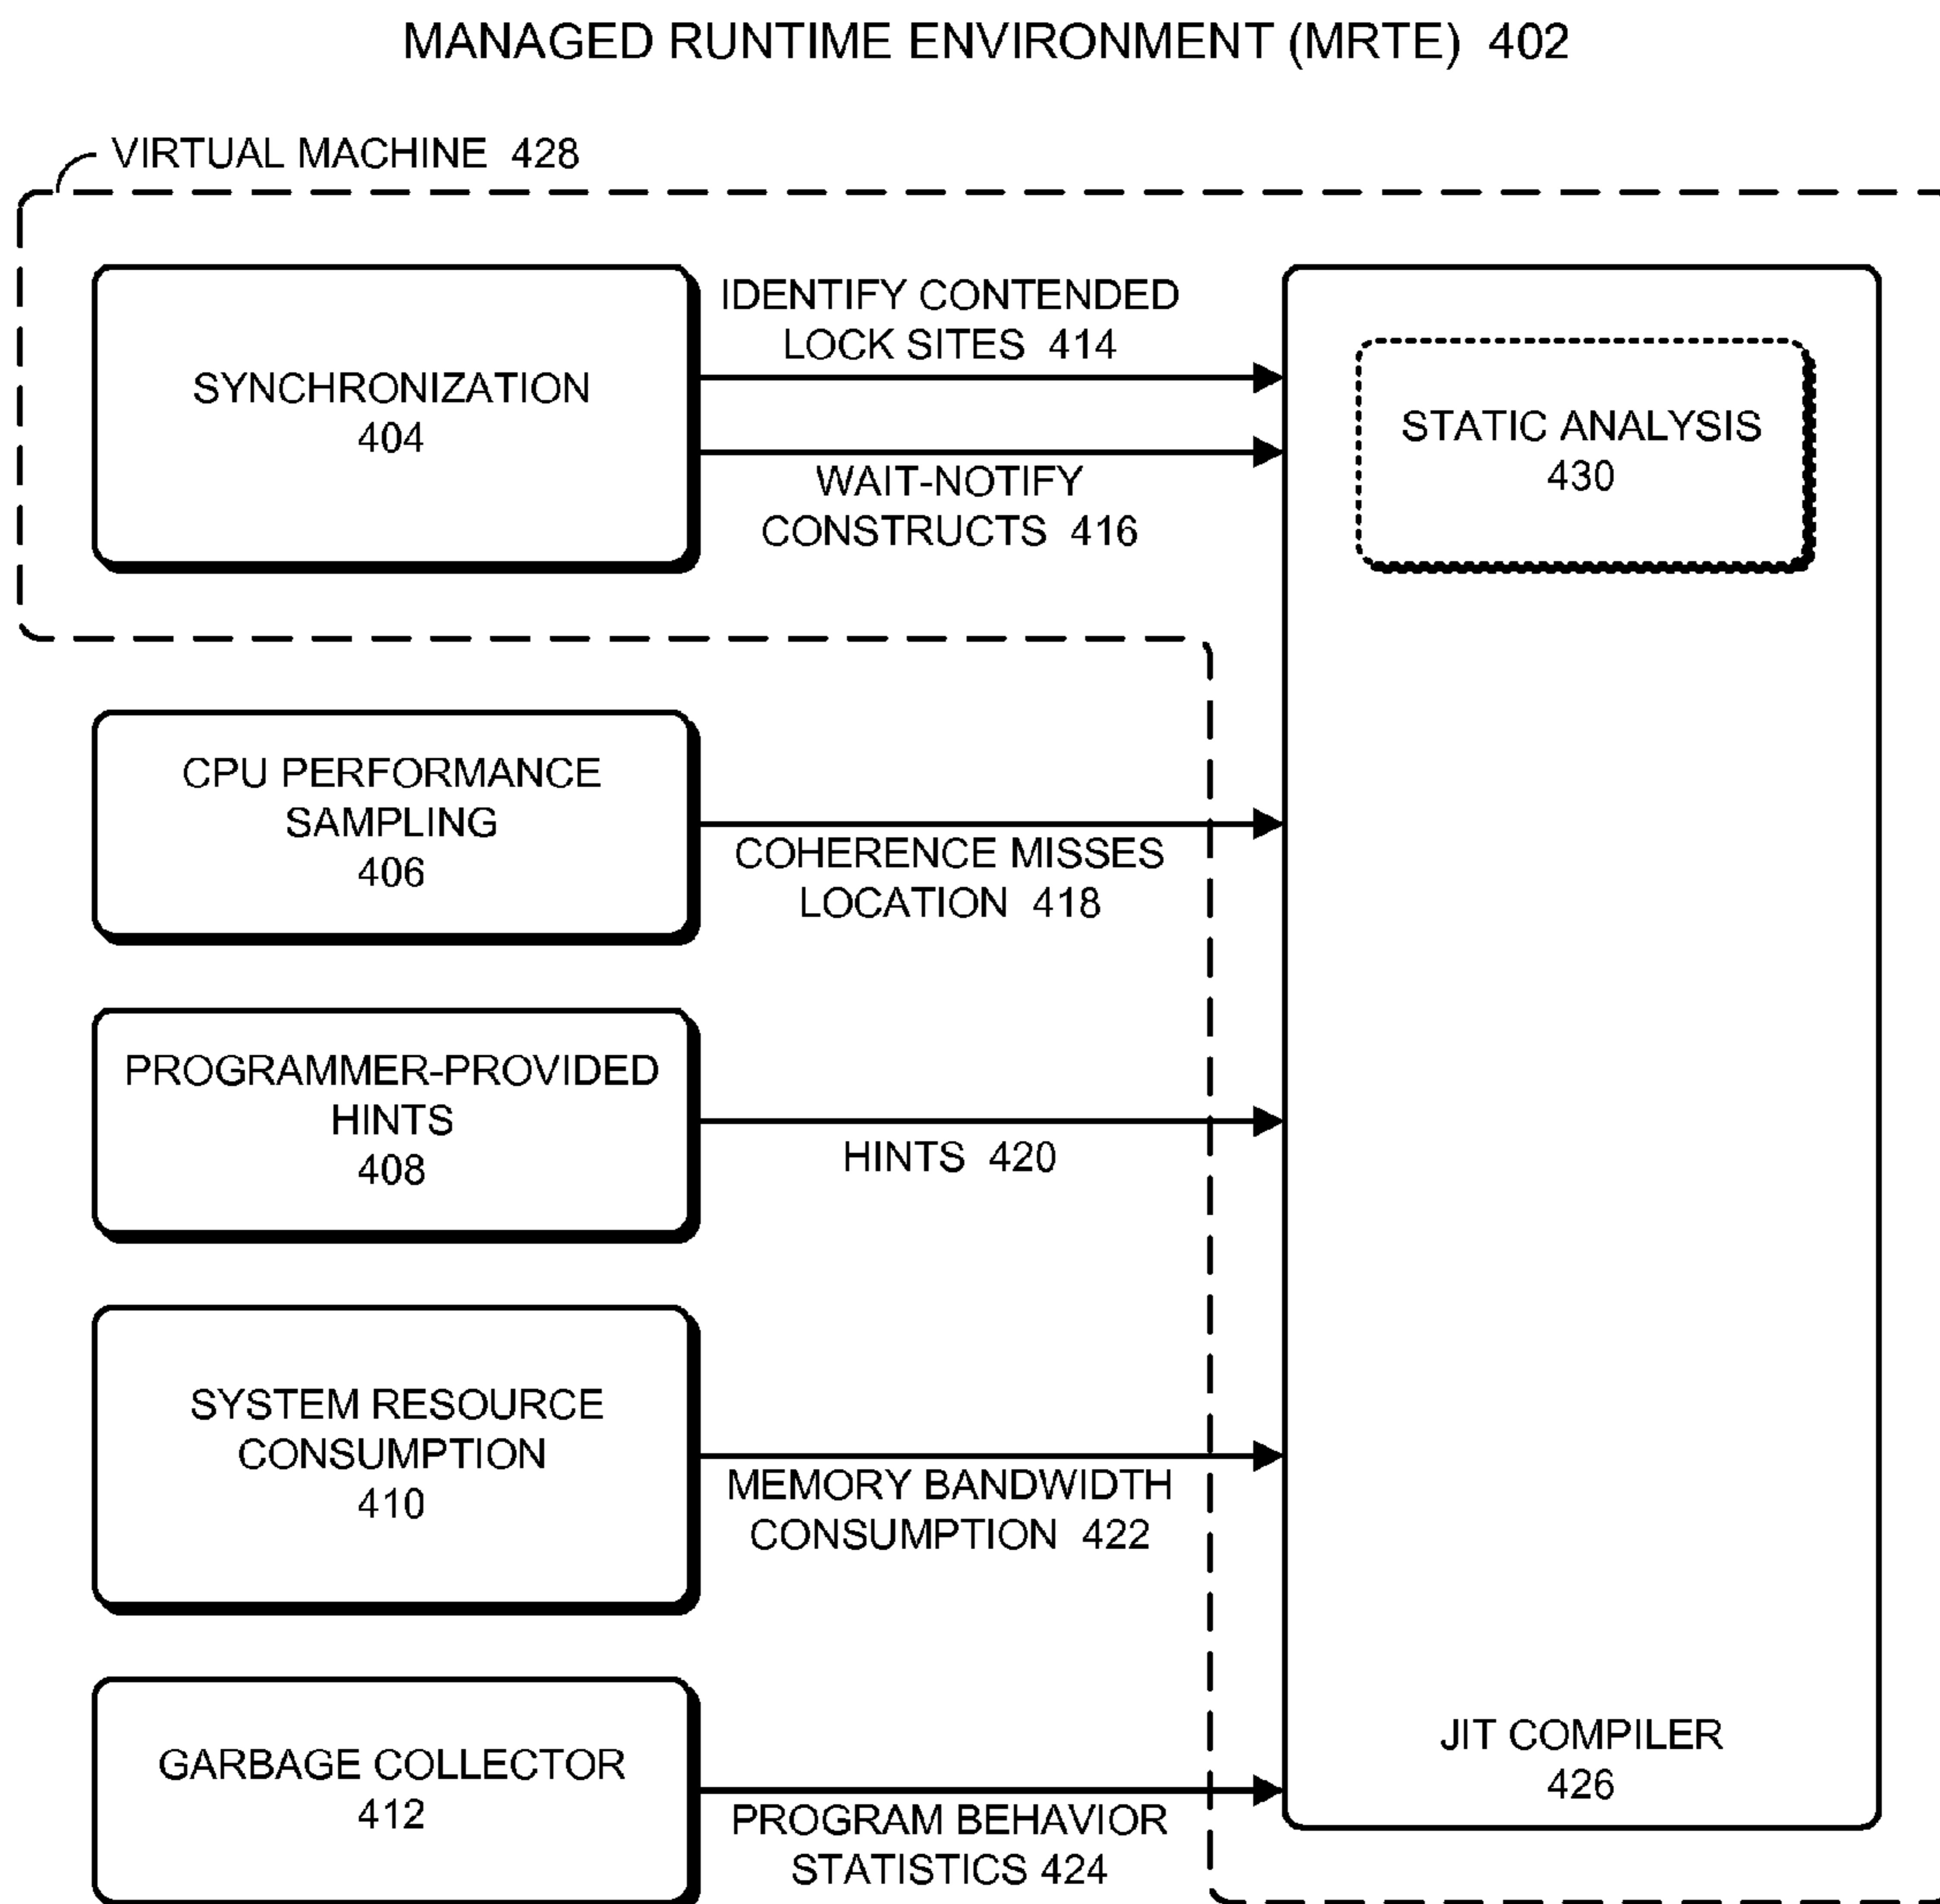 MANAGED RUNTIME ENVIRONMENT (MRTE) 402
VIRTUAL MACHINE 428
SYNCHRONIZATION
404
IDENTIFY CONTENDED
LOCK SITES 414
WAIT-NOTIFY
CONSTRUCTS 416
STATIC ANALYSIS
430
CPU PERFORMANCE
SAMPLING
406
COHERENCE MISSES
LOCATION 418
PROGRAMMER-PROVIDED
HINTS
408
HINTS 420
SYSTEM RESOURCE
CONSUMPTION
410
MEMORY BANDWIDTH
CONSUMPTION 422
GARBAGE COLLECTOR
412
PROGRAM BEHAVIOR
STATISTICS 424
JIT COMPILER
426